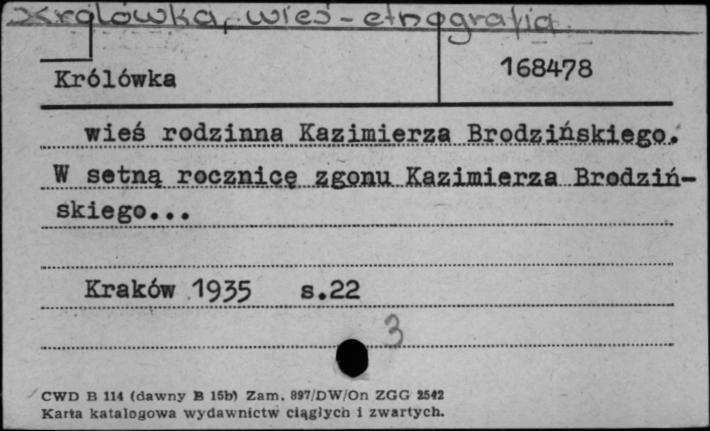 Królówka, wieś - etnografia
Królówka
168478
wieś rodzinna Kazimierza Brodzińskiego.
W setną rocznicę zgonu Kazimierza Brodziń-
skiego...
Kraków 1935 s.22
3
CWD B 114 (dawny B 15b) Zam. 897/DW/On ZGG 2542
Karta katalogowa wydawnictw ciągłych i zwartych.